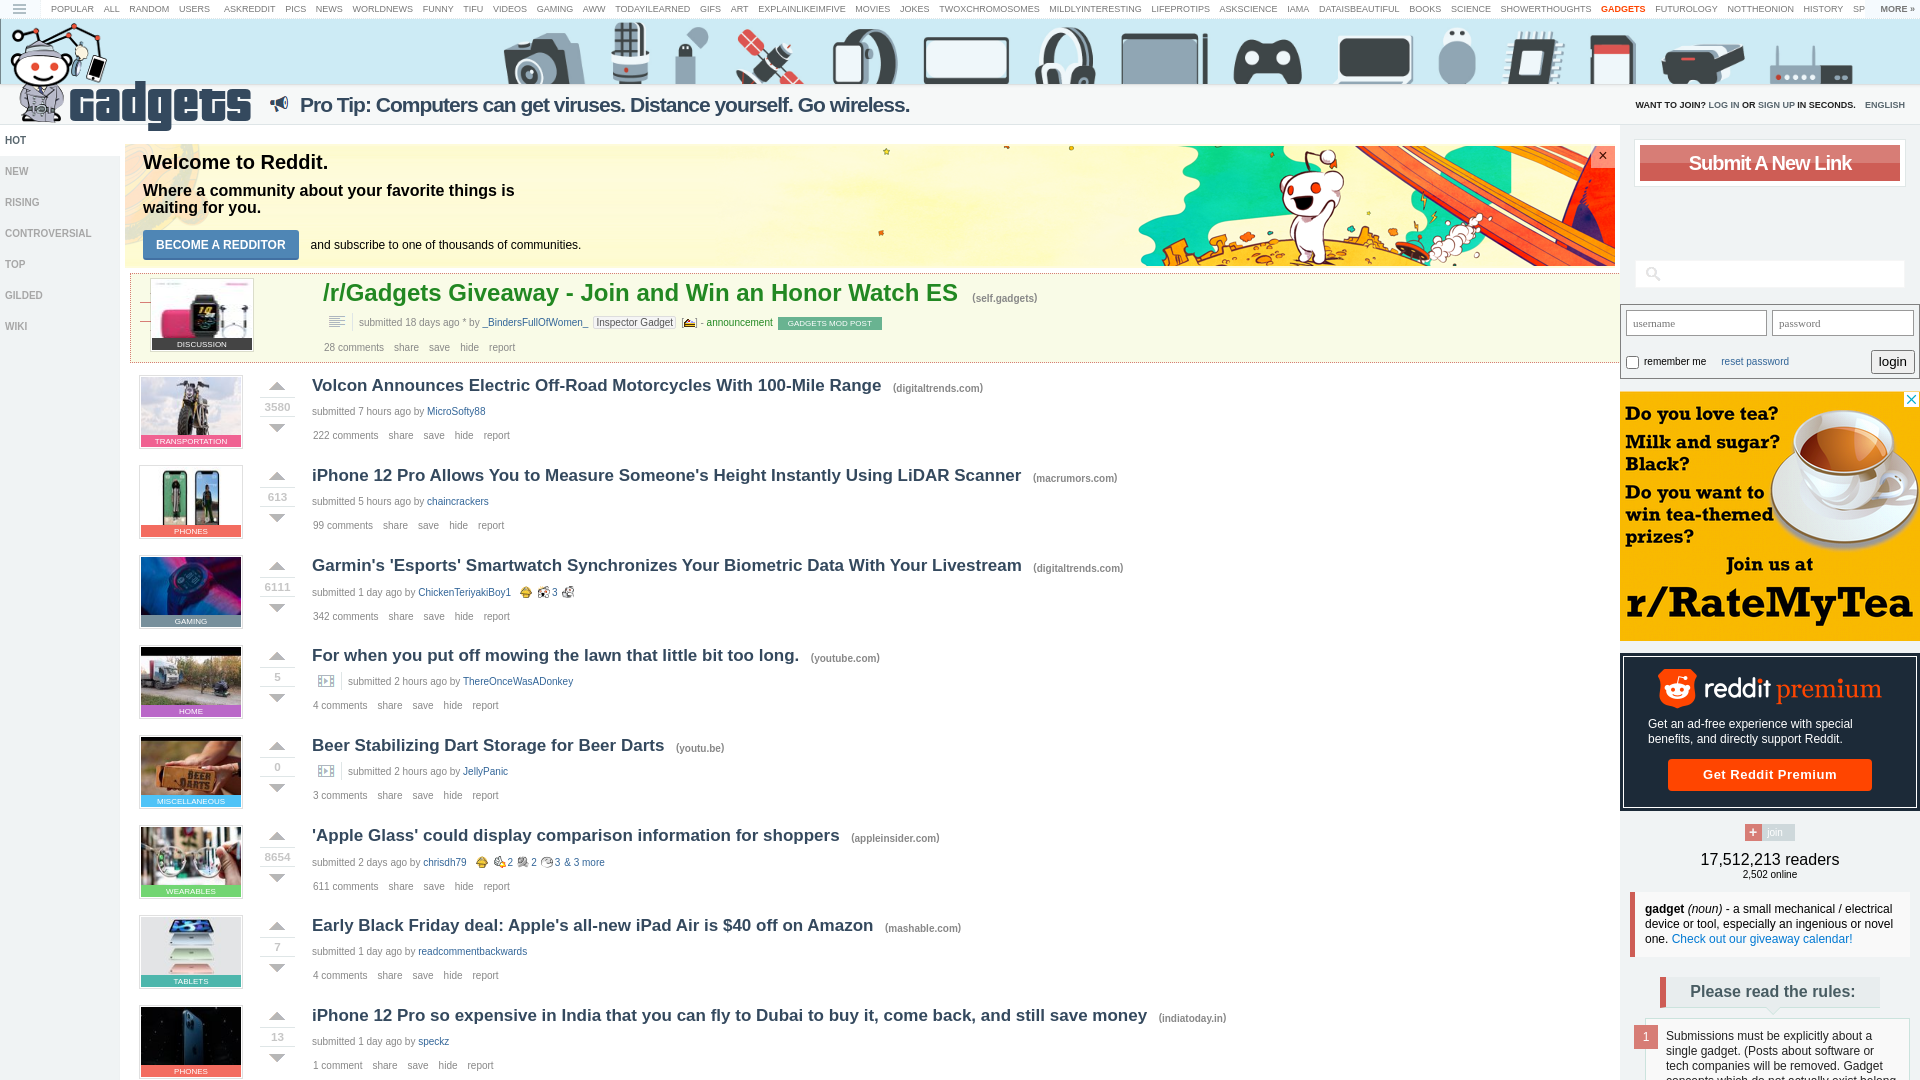 POPULAR ALL RANDOM USERS ASKREDDIT PICS NEWS WORLDNEWS FUNNY TIFU VIDEOS GAMING AWW TODAYILEARNED GIFS ART EXPLAINLIKEIMFIVE MOVIES JOKES TWOXCHROMOSOMES MILDLYINTERESTING LIFEPROTIPS ASKSCIENCE IAMA DATAISBEAUTIFUL BOOKS SCIENCE SHOWERTHOUGHTS GADGETS FUTUROLOGY NOTTHEONION HISTORY SP MORE »
Gadgets
Pro Tip: Computers can get viruses. Distance yourself. Go wireless.
WANT TO JOIN? LOG IN OR SIGN UP IN SECONDS. ENGLISH
HOT
NEW
RISING
CONTROVERSIAL
TOP
GILDED
WIKI
Welcome to Reddit.
Where a community about your favorite things is
waiting for you.
BECOME A REDDITOR and subscribe to one of thousands of communities.
×
/r/Gadgets Giveaway - Join and Win an Honor Watch ES (self.gadgets)
submitted 18 days ago * by _BindersFullOfWomen_ Inspector Gadget [] - announcement GADGETS MOD POST
DISCUSSION
28 comments share save hide report
Volcon Announces Electric Off-Road Motorcycles With 100-Mile Range (digitaltrends.com)
3580
submitted 7 hours ago by MicroSofty88
222 comments share save hide report
TRANSPORTATION
iPhone 12 Pro Allows You to Measure Someone's Height Instantly Using LiDAR Scanner (macrumors.com)
613
submitted 5 hours ago by chaincrackers
99 comments share save hide report
PHONES
Garmin's 'Esports' Smartwatch Synchronizes Your Biometric Data With Your Livestream (digitaltrends.com)
6111
submitted 1 day ago by ChickenTeriyakiBoy1 3
342 comments share save hide report
GAMING
For when you put off mowing the lawn that little bit too long. (youtube.com)
5
submitted 2 hours ago by ThereOnceWasADonkey
4 comments share save hide report
HOME
Beer Stabilizing Dart Storage for Beer Darts (youtu.be)
0
submitted 2 hours ago by JellyPanic
BEER
DARTS
3 comments share save hide report
MISCELLANEOUS
'Apple Glass' could display comparison information for shoppers (appleinsider.com)
8654
submitted 2 days ago by chrisdh79 2 2 3 & 3 more
611 comments share save hide report
WEARABLES
Early Black Friday deal: Apple's all-new iPad Air is $40 off on Amazon (mashable.com)
7
submitted 1 day ago by readcommentbackwards
4 comments share save hide report
TABLETS
iPhone 12 Pro so expensive in India that you can fly to Dubai to buy it, come back, and still save money (indiatoday.in)
13
submitted 1 day ago by speckz
1 comment share save hide report
PHONES
Submit A New Link
username password
remember me reset password login
Do you love tea?
Milk and sugar?
Black?
Do you want to
win tea-themed
prizes?
Join us at
r/RateMyTea
reddit premium
Get an ad-free experience with special
benefits, and directly support Reddit.
Get Reddit Premium
+ join
17,512,213 readers
2,502 online
gadget (noun) - a small mechanical / electrical
device or tool, especially an ingenious or novel
one. Check out our giveaway calendar!
Please read the rules:
1 Submissions must be explicitly about a
single gadget. (Posts about software or
tech companies will be removed. Gadget
concepts which do not actually exist belong